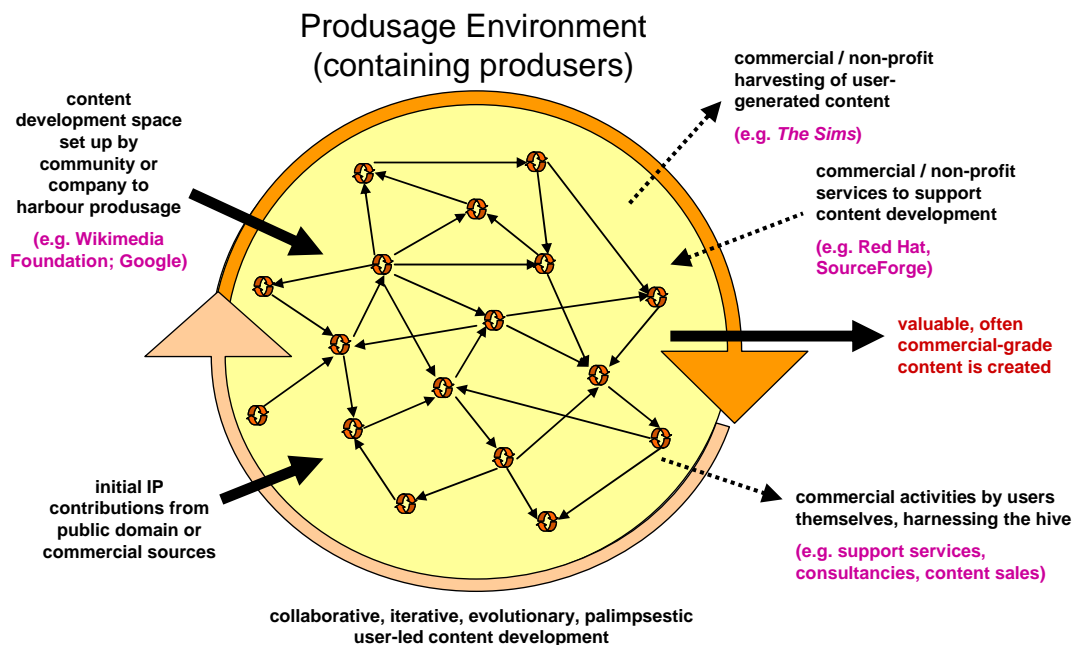 Produsage Environment
(containing produsers)
content
development space
set up by
community or
company to
harbour produsage
(e.g. Wikimedia
Foundation; Google)
commercial / non-profit
harvesting of user-
generated content
(e.g. The Sims)
commercial / non-profit
services to support
content development
(e.g. Red Hat,
SourceForge)
valuable, often
commercial-grade
content is created
initial IP
contributions from
public domain or
commercial sources
commercial activities by users
themselves, harnessing the hive
(e.g. support services,
consultancies, content sales)
collaborative, iterative, evolutionary, palimpsestic
user-led content development